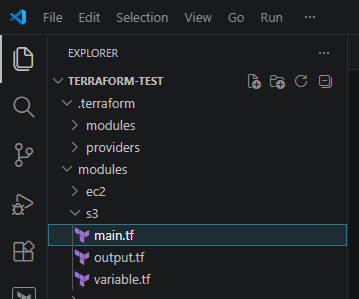 File Edit Selection View Go Run ...
EXPLORER ...
TERRAFORM-TEST
.terraform
modules
providers
modules
ec2
s3
main.tf
output.tf
variable.tf